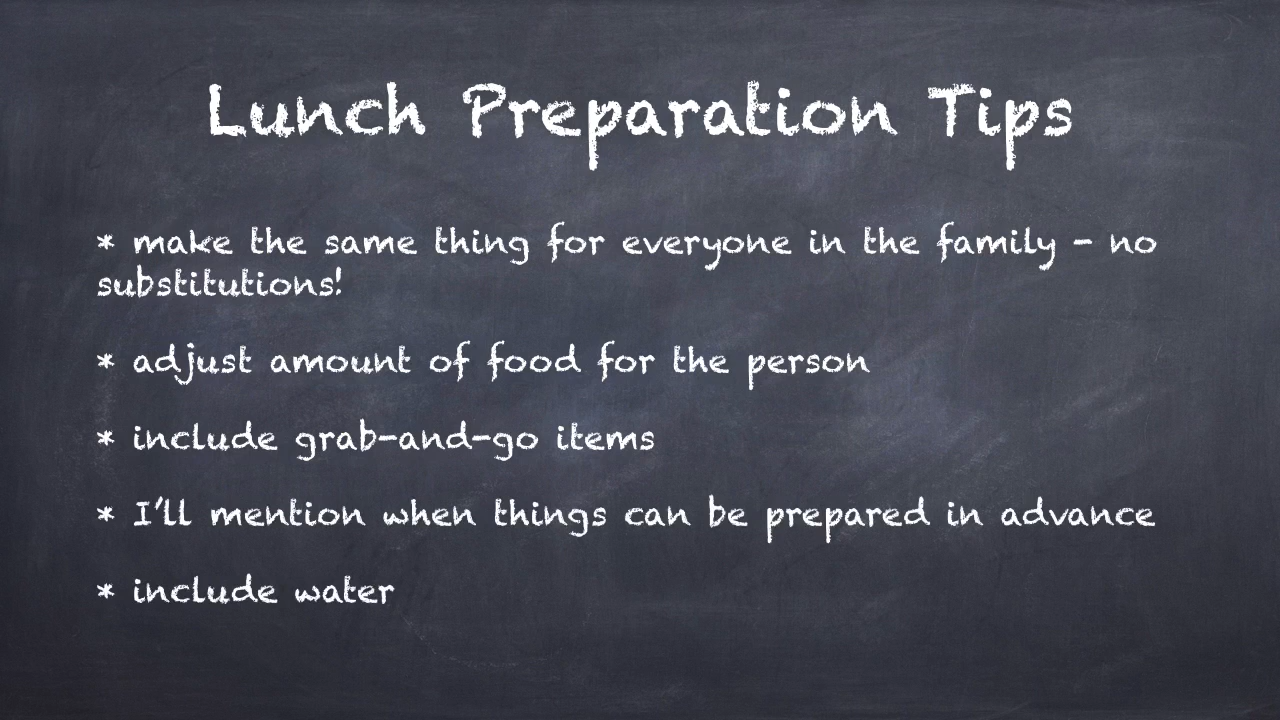 Lunch Preparation Tips
* make the same thing for everyone in the family - no
substitutions!
* adjust amount of food for the person
* include grab-and-go items
* I'll mention when things can be prepared in advance
* include water